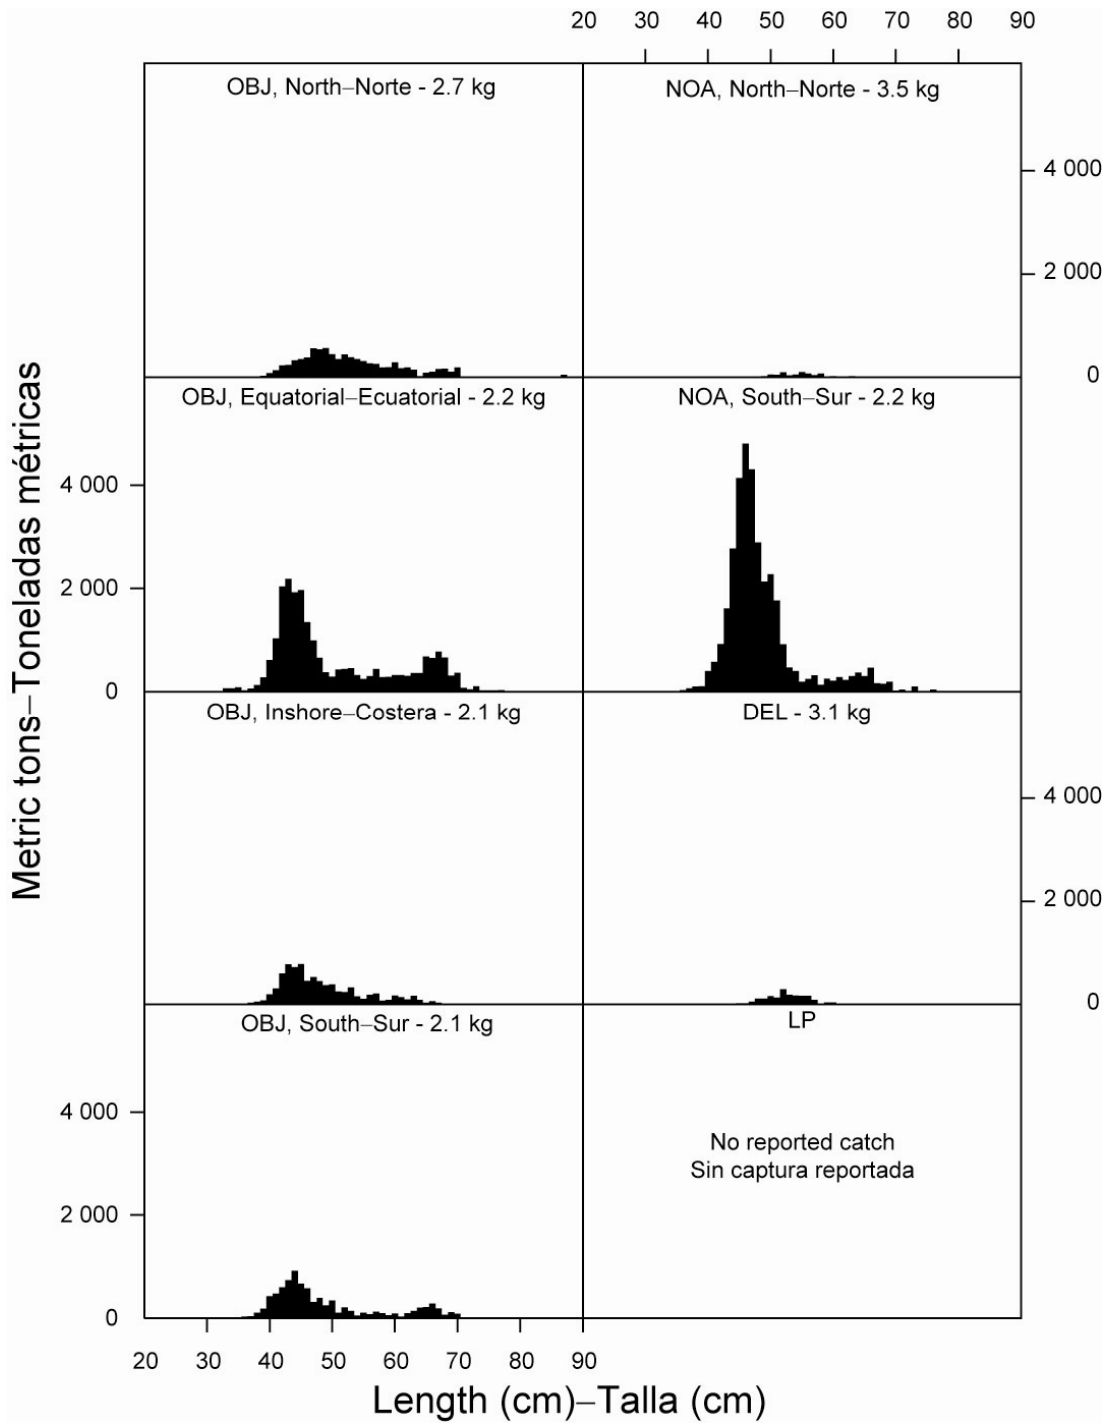 20 30 40 50 60 70 80 90
OBJ, North–Norte - 2.7 kg
NOA, North–Norte - 3.5 kg
4 000
2 000
0
OBJ, Equatorial–Ecuatorial - 2.2 kg
NOA, South–Sur - 2.2 kg
4 000
2 000
0
OBJ, Inshore–Costera - 2.1 kg
DEL - 3.1 kg
4 000
2 000
0
OBJ, South–Sur - 2.1 kg
LP
No reported catch
Sin captura reportada
4 000
2 000
0
20 30 40 50 60 70 80 90
Length (cm)–Talla (cm)
Metric tons–Toneladas métricas